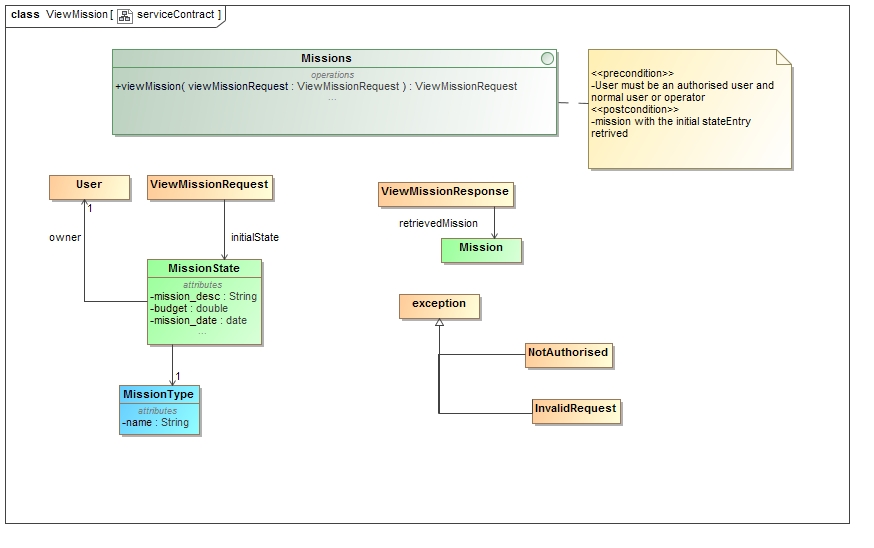 class ViewMission [ serviceContract ]
Missions
operations
+viewMission( viewMissionRequest : ViewMissionRequest ) : ViewMissionRequest
...
<<precondition>>
-User must be an authorised user and
normal user or operator
<<postcondition>>
-mission with the initial stateEntry
retrived
User
ViewMissionRequest
ViewMissionResponse
1
owner
initialState
retrievedMission
Mission
MissionState
attributes
-mission_desc : String
-budget : double
-mission_date : date
...
exception
NotAuthorised
1
MissionType
attributes
-name : String
InvalidRequest